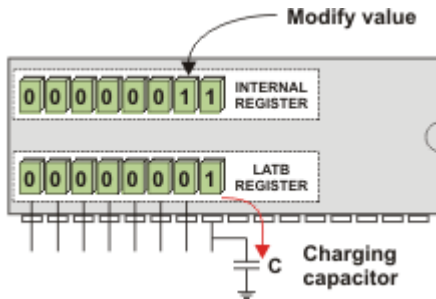 Modify value
0 0 0 0 0 0 1 1
INTERNAL
REGISTER
0 0 0 0 0 0 0 1
LATB
REGISTER
C
Charging
capacitor